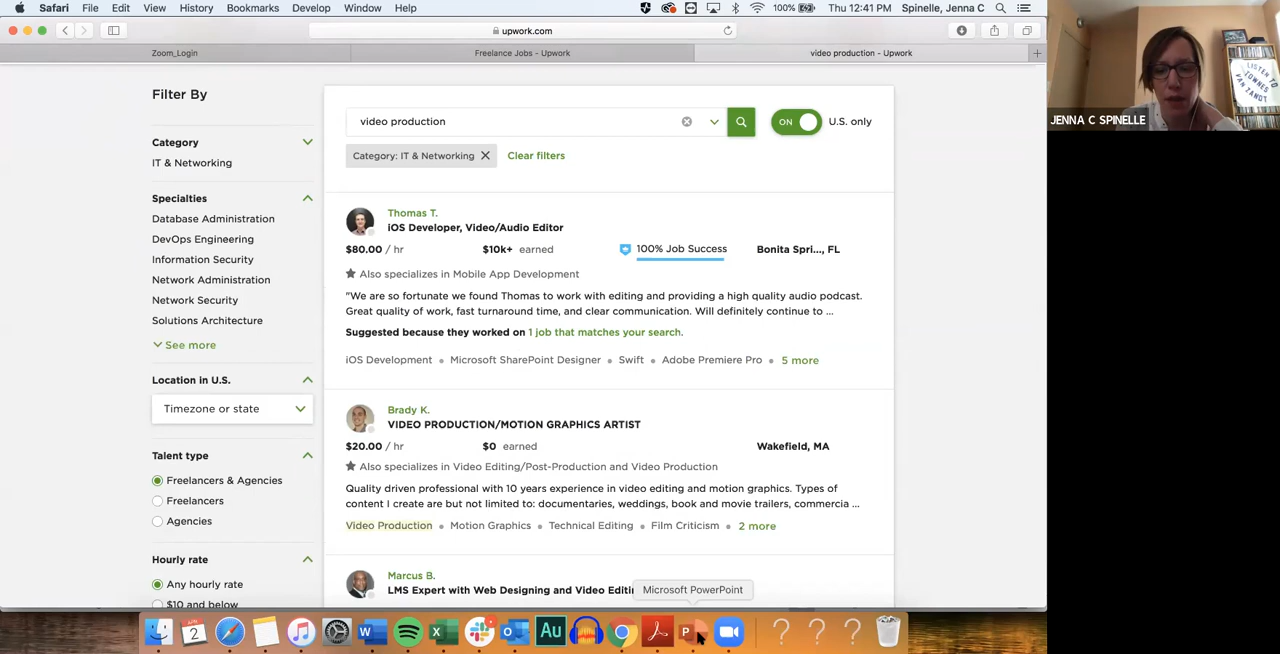 Safari File Edit View History Bookmarks Develop Window Help 100% Thu 12:41 PM Spinelle, Jenna C
upwork.com
Zoom_Login Freelance Jobs - Upwork video production - Upwork
Filter By
Category
IT & Networking
Specialties
Database Administration
DevOps Engineering
Information Security
Network Administration
Network Security
Solutions Architecture
See more
Location in U.S.
Timezone or state
Talent type
Freelancers & Agencies
Freelancers
Agencies
Hourly rate
Any hourly rate
$10 and below
video production
ON U.S. only
Category: IT & Networking Clear filters
Thomas T.
iOS Developer, Video/Audio Editor
$80.00 / hr $10k+ earned 100% Job Success Bonita Spri..., FL
Also specializes in Mobile App Development
"We are so fortunate we found Thomas to work with editing and providing a high quality audio podcast.
Great quality of work, fast turnaround time, and clear communication. Will definitely continue to ...
Suggested because they worked on 1 job that matches your search.
iOS Development Microsoft SharePoint Designer Swift Adobe Premiere Pro 5 more
Brady K.
VIDEO PRODUCTION/MOTION GRAPHICS ARTIST
$20.00 / hr $0 earned Wakefield, MA
Also specializes in Video Editing/Post-Production and Video Production
Quality driven professional with 10 years experience in video editing and motion graphics. Types of
content I create are but not limited to: documentaries, weddings, book and movie trailers, commercia ...
Video Production Motion Graphics Technical Editing Film Criticism 2 more
Marcus B.
LMS Expert with Web Designing and Video Editi
Microsoft PowerPoint
APR
2
W X Au P
LISTEN TO
TOWNES
VAN ZANDT
JENNA C SPINELLE